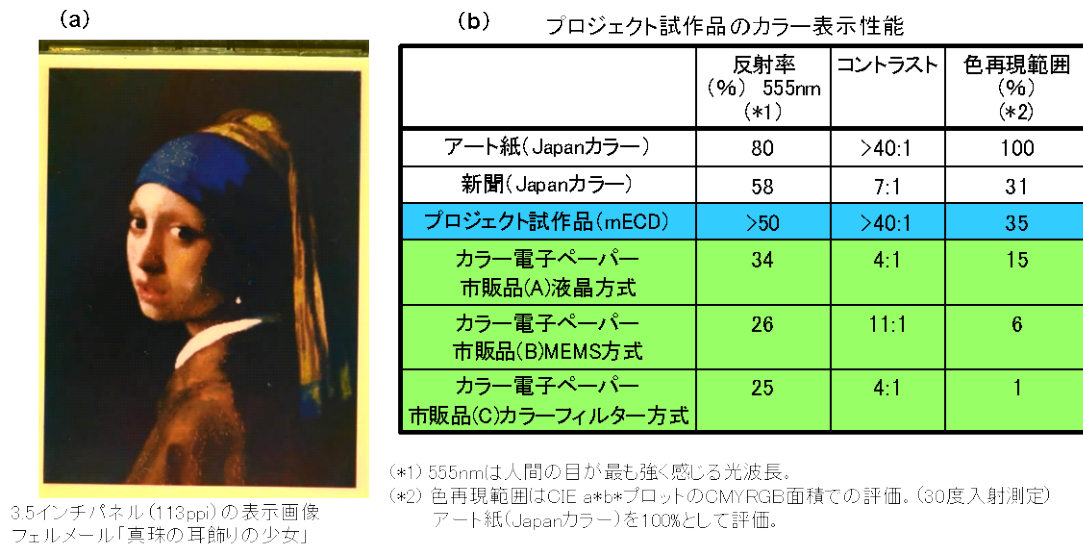 (a)
3.5インチパネル(113ppi)の表示画像
フェルメール「真珠の耳飾りの少女」
(b) プロジェクト試作品のカラー表示性能
反射率 コントラスト 色再現範囲
(%) 555nm (%)
(*1) (*2)
アート紙(Japanカラー) 80 >40:1 100
新聞(Japanカラー) 58 7:1 31
プロジェクト試作品(mECD) >50 >40:1 35
カラー電子ペーパー 34 4:1 15
市販品(A)液晶方式
カラー電子ペーパー 26 11:1 6
市販品(B)MEMS方式
カラー電子ペーパー 25 4:1 1
市販品(C)カラーフィルター方式
(*1) 555nmは人間の目が最も強く感じる光波長。
(*2) 色再現範囲はCIE a*b*プロットのCMYRGB面積での評価。(30度入射測定)
アート紙(Japanカラー)を100%として評価。